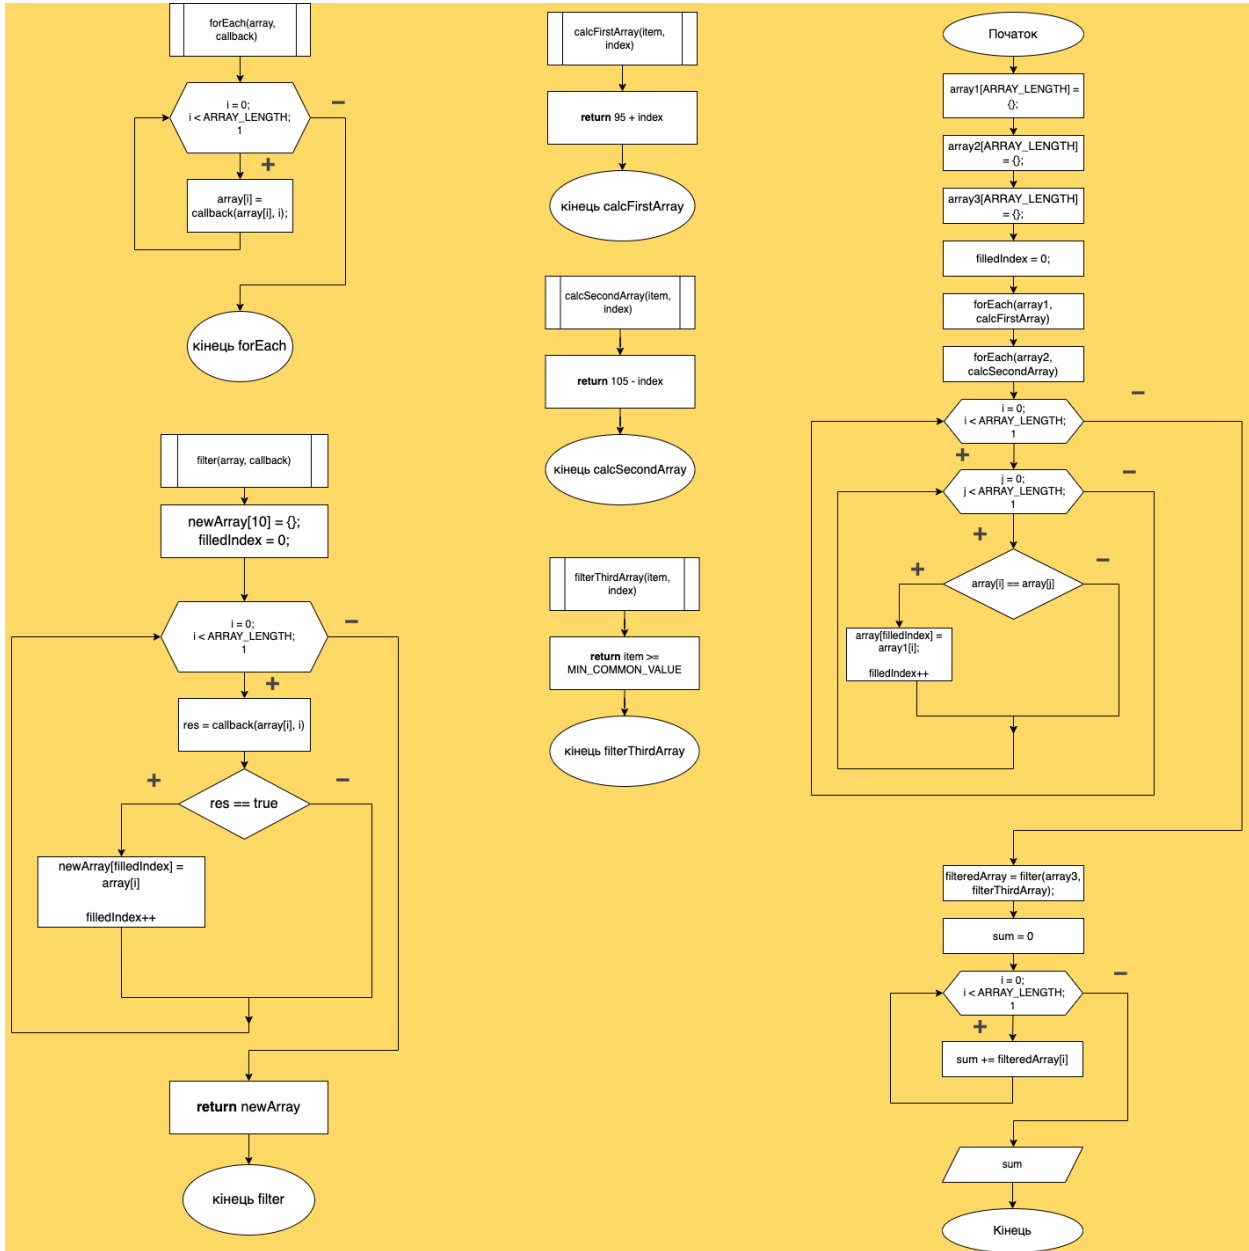 forEach(array,
callback)
i = 0;
i < ARRAY_LENGTH;
1
−
+
array[i] =
callback(array[i], i);
кінець forEach
filter(array, callback)
newArray[10] = {};
filledIndex = 0;
i = 0;
i < ARRAY_LENGTH;
1
−
+
res = callback(array[i], i)
+
−
res == true
newArray[filledIndex] =
array[i]
filledIndex++
return newArray
кінець filter
calcFirstArray(item,
index)
return 95 + index
кінець calcFirstArray
calcSecondArray(item,
index)
return 105 - index
кінець calcSecondArray
filterThirdArray(item,
index)
return item >=
MIN_COMMON_VALUE
кінець filterThirdArray
Початок
array1[ARRAY_LENGTH] =
{};
array2[ARRAY_LENGTH]
= {};
array3[ARRAY_LENGTH]
= {};
filledIndex = 0;
forEach(array1,
calcFirstArray)
forEach(array2,
calcSecondArray)
−
i = 0;
i < ARRAY_LENGTH;
1
+
−
j = 0;
j < ARRAY_LENGTH;
1
+
+
−
array[i] == array[j]
array[filledIndex] =
array1[i];
filledIndex++
filteredArray = filter(array3,
filterThirdArray);
sum = 0
−
i = 0;
i < ARRAY_LENGTH;
1
+
sum += filteredArray[i]
sum
Кінець